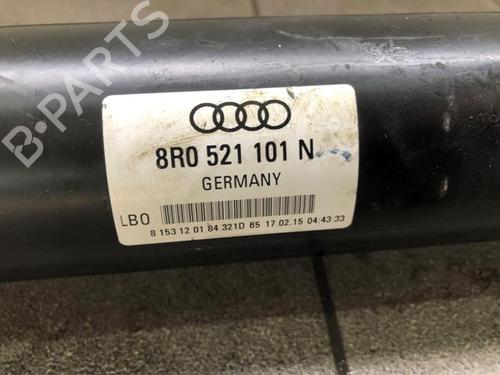 B-PARTS
8R0 521 101 N
GERMANY
LBO
8 153 12 01 84 321D 65 17.02.15 04:43:33